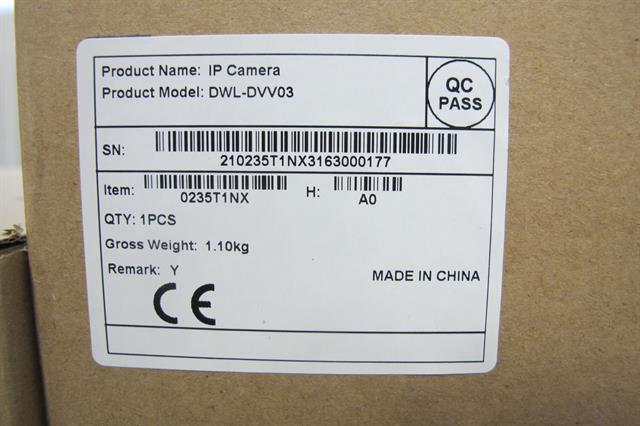 Product Name: IP Camera
Product Model: DWL-DVV03
QC
PASS
SN:
210235T1NX3163000177
Item:
0235T1NX
H:
A0
QTY: 1PCS
Gross Weight: 1.10kg
Remark: Y
MADE IN CHINA
CE